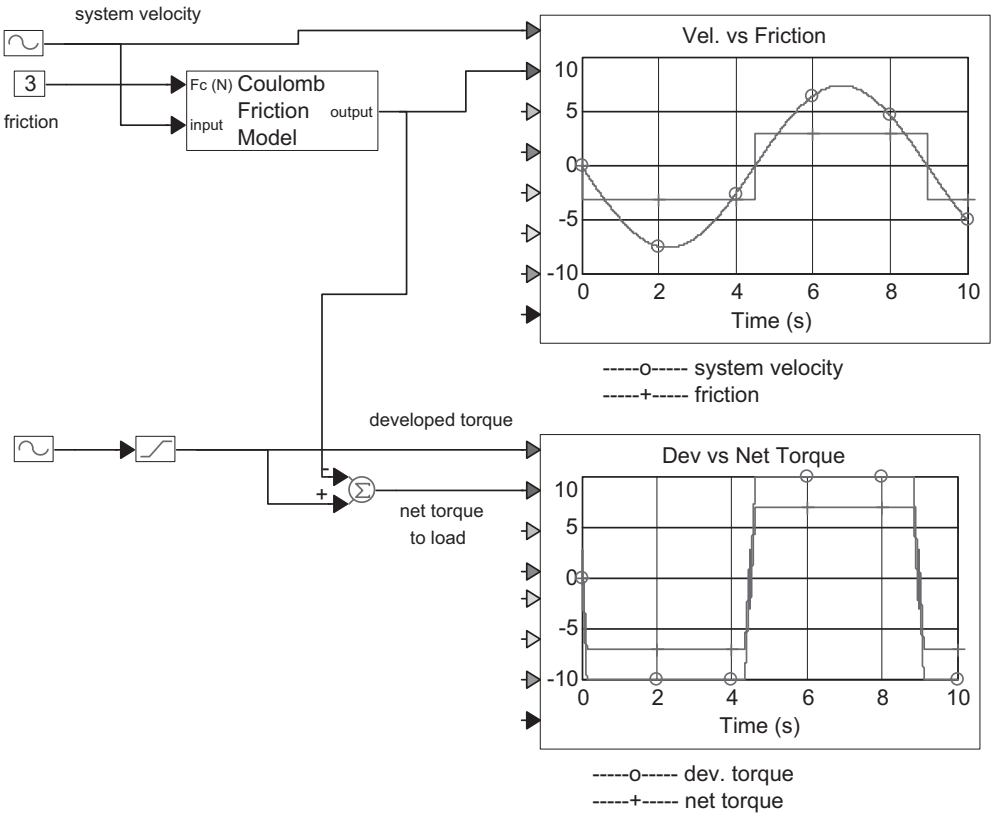 system velocity
3
friction
Fc (N) Coulomb
Friction
Model
input
output
Vel. vs Friction
10
5
0
-5
-10
0 2 4 6 8 10
Time (s)
-----o----- system velocity
-----+----- friction
developed torque
-
+
Σ
net torque
to load
Dev vs Net Torque
10
5
0
-5
-10
0 2 4 6 8 10
Time (s)
-----o----- dev. torque
-----+----- net torque